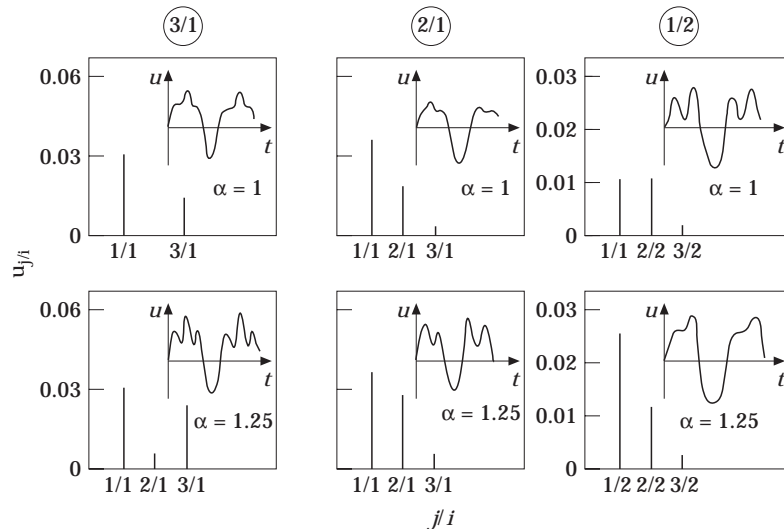 3/1 2/1 1/2
0.06 0.03 0
u t α = 1
1/1 3/1
u t α = 1
1/1 2/1 3/1
0.03 0.02 0.01 0
u t α = 1
1/1 2/2 3/2
u_{j/i}
0.06 0.03 0
u t α = 1.25
1/1 2/1 3/1
u t α = 1.25
1/1 2/1 3/1
0.03 0.02 0.01 0
u t α = 1.25
1/2 2/2 3/2
j/i